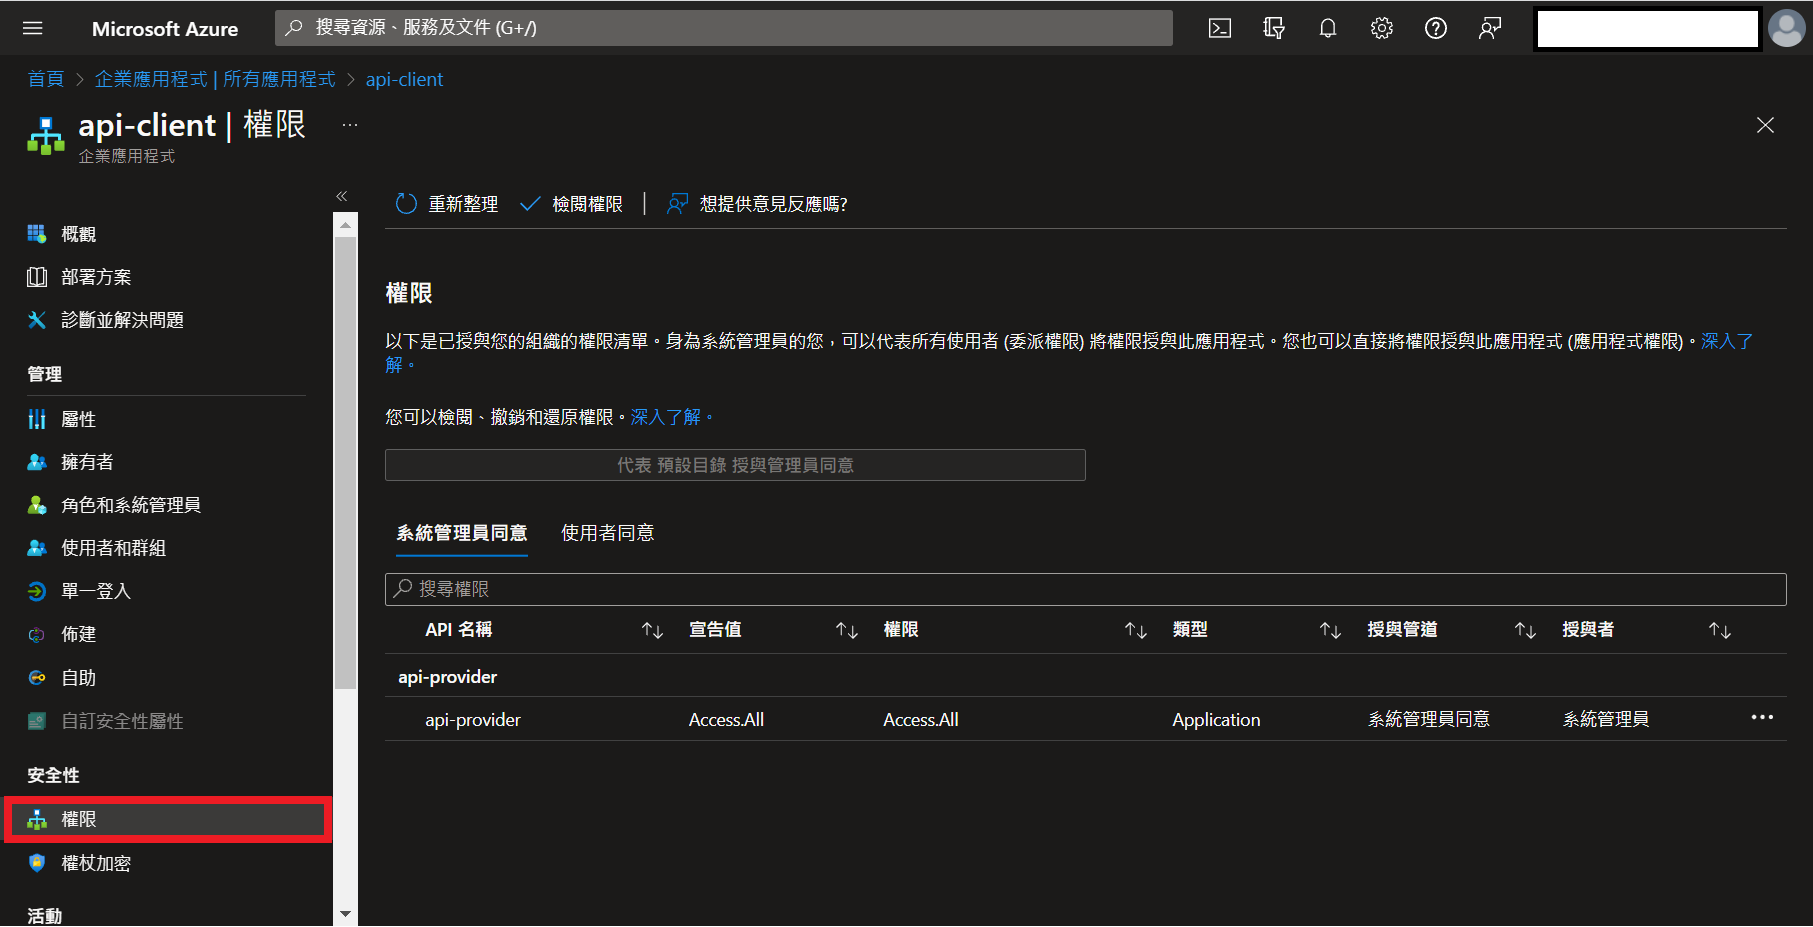 Microsoft Azure
搜尋資源、服務及文件 (G+/)
首頁 > 企業應用程式 | 所有應用程式 > api-client
api-client | 權限 ...
企業應用程式
«
重新整理 檢閱權限 | 想提供意見反應嗎?
概觀
部署方案
診斷並解決問題
管理
屬性
擁有者
角色和系統管理員
使用者和群組
單一登入
佈建
自助
自訂安全性屬性
安全性
權限
權杖加密
活動
權限
以下是已授與您的組織的權限清單。身為系統管理員的您，可以代表所有使用者 (委派權限) 將權限授與此應用程式。您也可以直接將權限授與此應用程式 (應用程式權限)。深入了
解。
您可以檢閱、撤銷和還原權限。深入了解。
代表 預設目錄 授與管理員同意
系統管理員同意 使用者同意
搜尋權限
API 名稱 宣告值 權限 類型 授與管道 授與者
api-provider
api-provider Access.All Access.All Application 系統管理員同意 系統管理員 ...